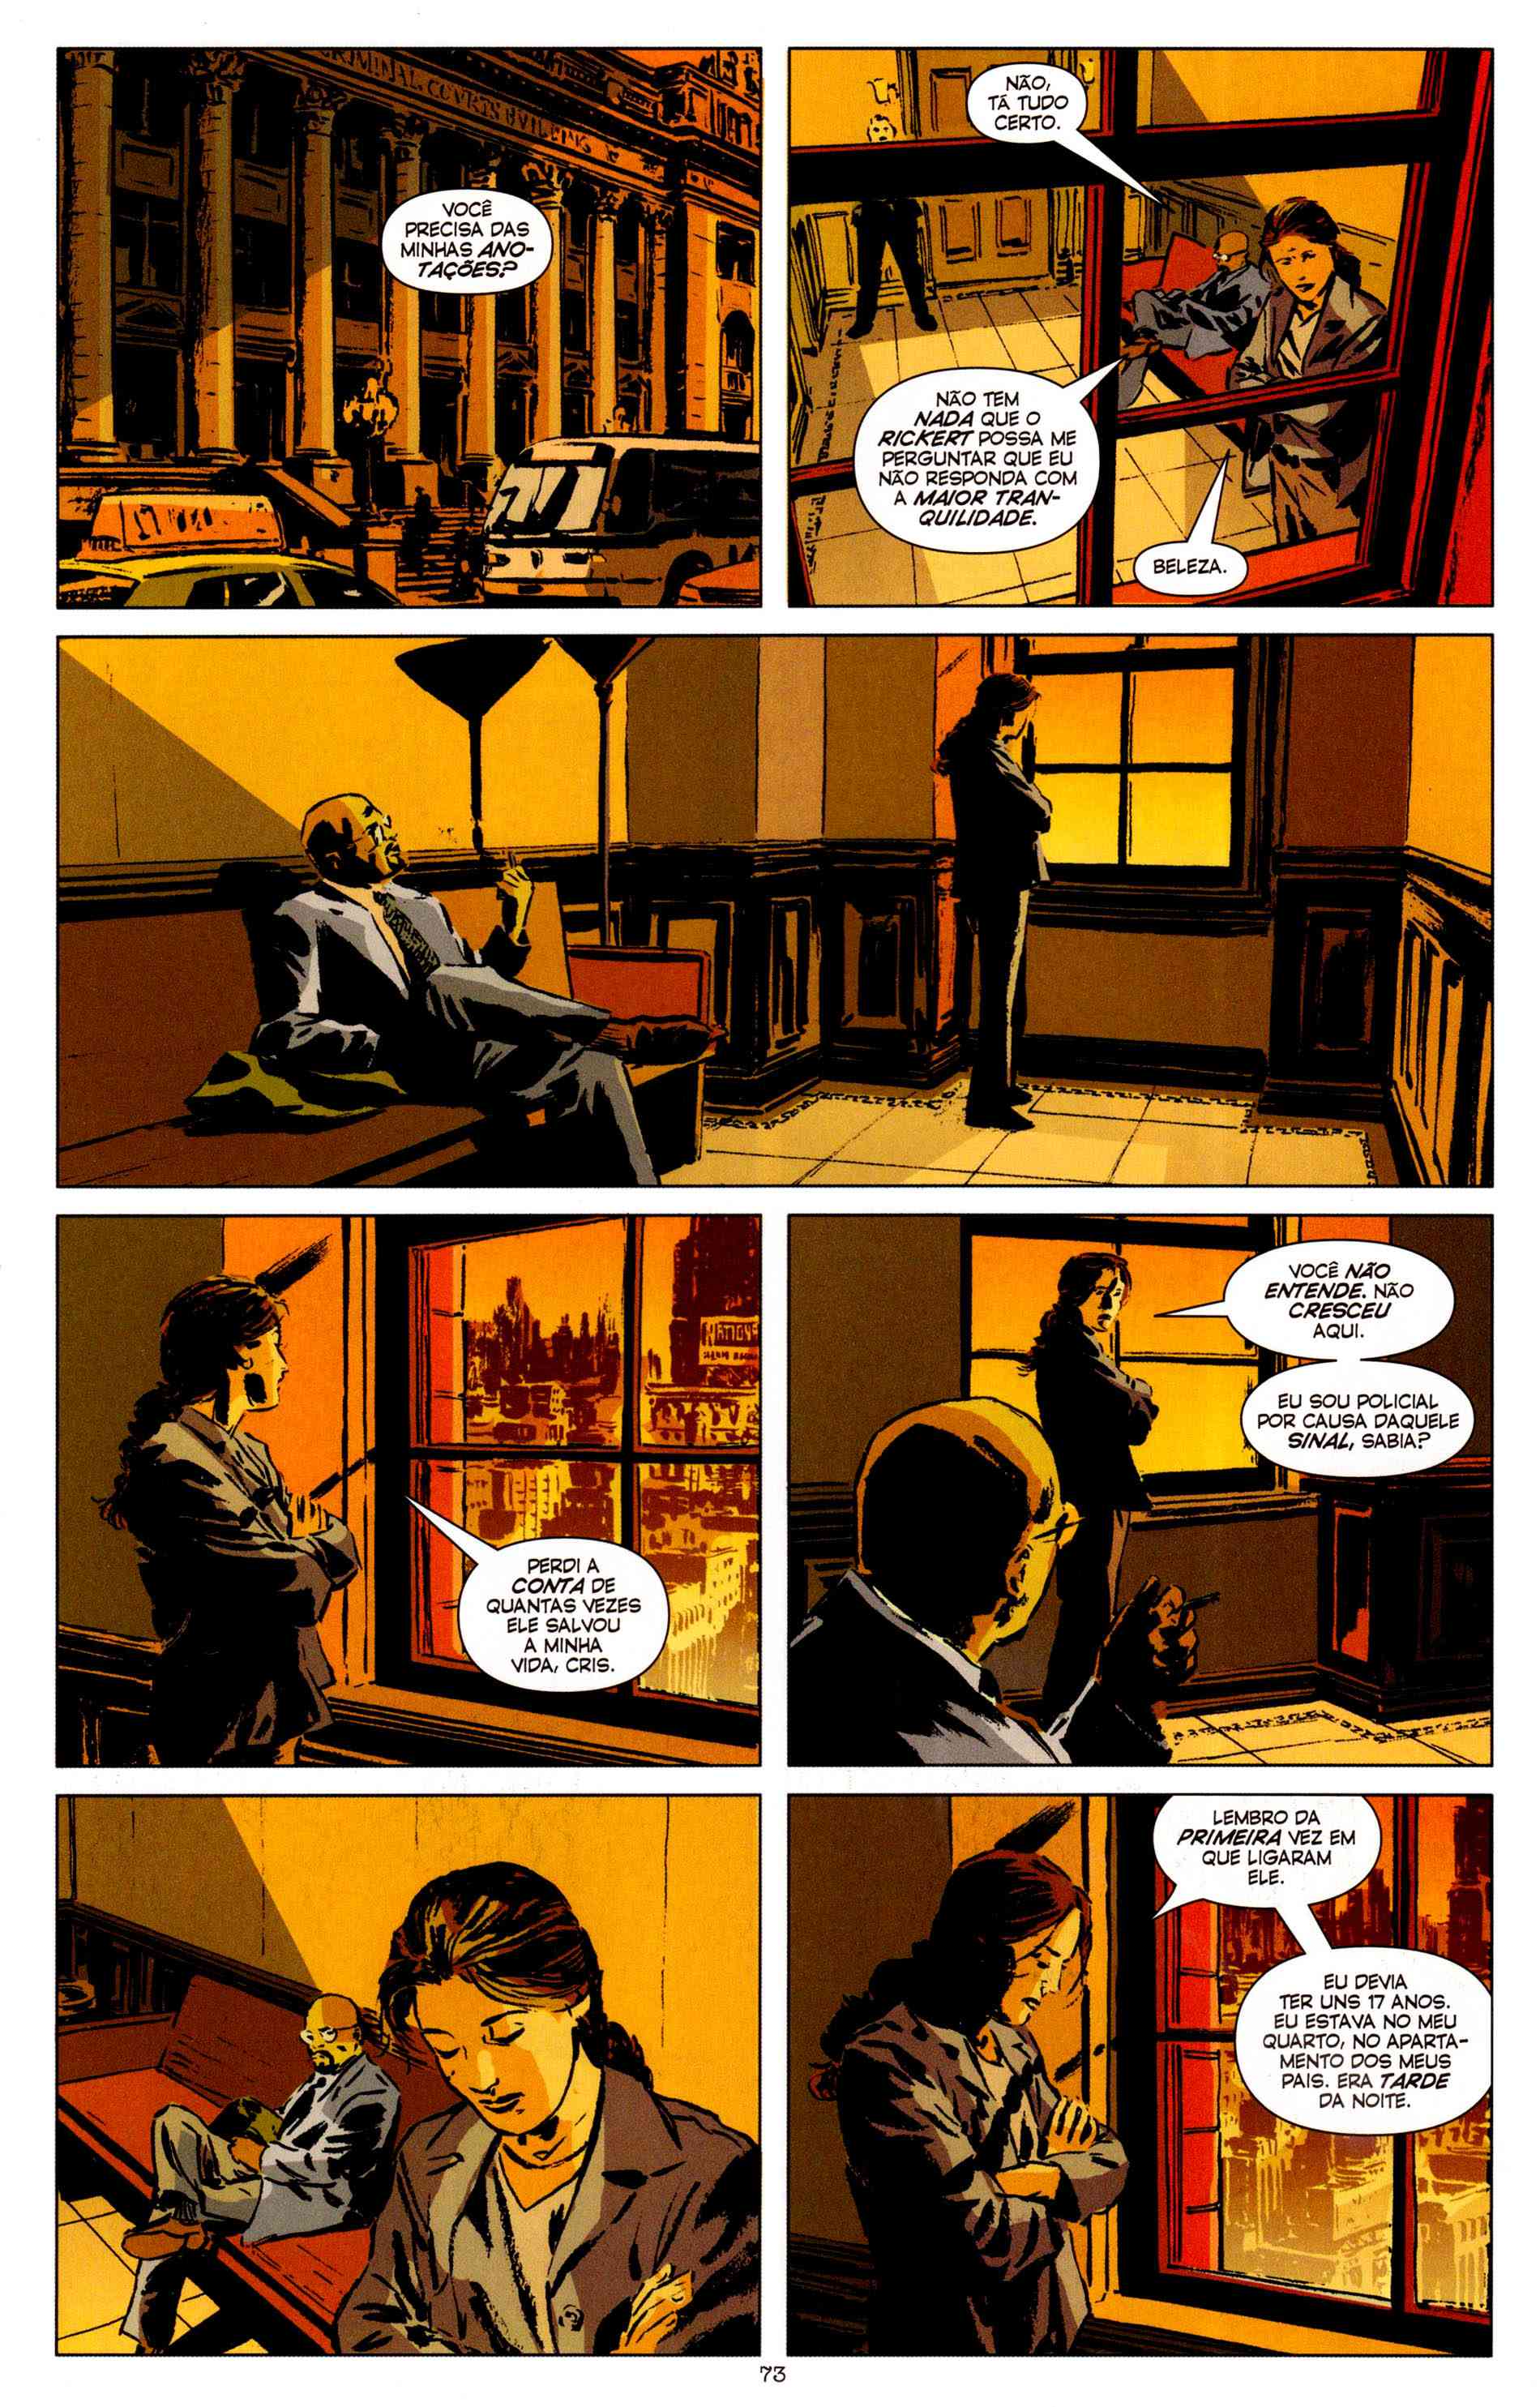 CRIMINAL COURTS BUILDING
VOCÊ
PRECISA DAS
MINHAS ANO-
TAÇÕES?
NÃO,
TÁ TUDO
CERTO.
NÃO TEM
NADA QUE O
RICKERT POSSA ME
PERGUNTAR QUE EU
NÃO RESPONDA COM
A MAIOR TRAN-
QUILIDADE.
BELEZA.
PERDI A
CONTA DE
QUANTAS VEZES
ELE SALVOU
A MINHA
VIDA, CRIS.
VOCÊ NÃO
ENTENDE. NÃO
CRESCEU
AQUI.
EU SOU POLICIAL
POR CAUSA DAQUELE
SINAL, SABIA?
LEMBRO DA
PRIMEIRA VEZ EM
QUE LIGARAM
ELE.
EU DEVIA
TER UNS 17 ANOS.
EU ESTAVA NO MEU
QUARTO, NO APARTA-
MENTO DOS MEUS
PAIS. ERA TARDE
DA NOITE.
73